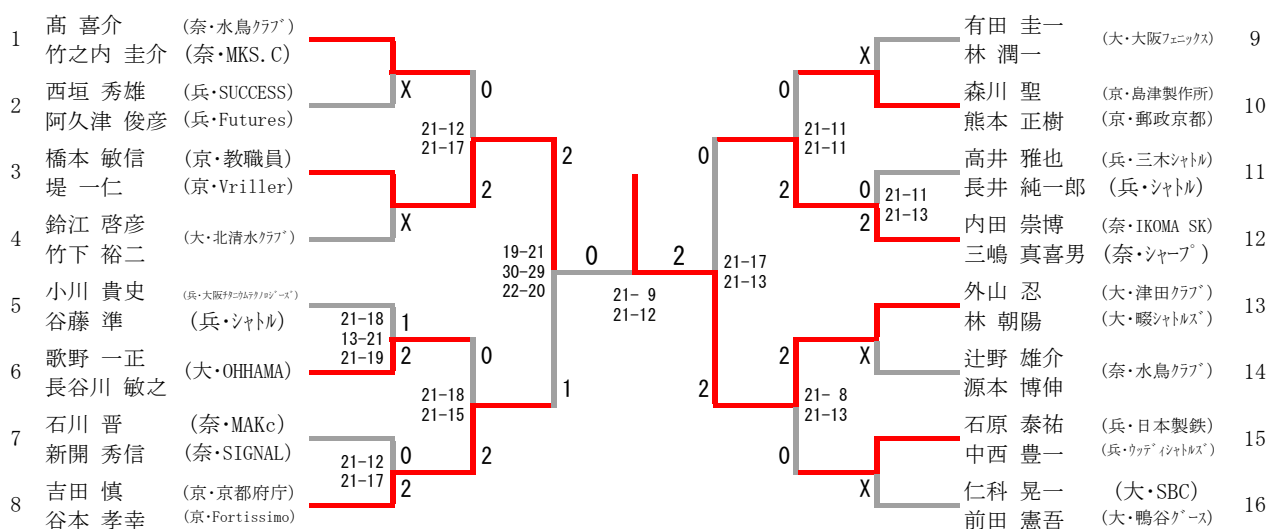 1
髙 喜介 (奈・水鳥ｸﾗﾌﾞ)
竹之内 圭介 (奈・MKS.C)
2
西垣 秀雄 (兵・SUCCESS)
阿久津 俊彦 (兵・Futures)
X
0
21-12
21-17
3
橋本 敏信 (京・教職員)
堤 一仁 (京・Vriller)
2
4
鈴江 啓彦 (大・北清水ｸﾗﾌﾞ)
竹下 裕二
X
2
19-21
30-29
22-20
5
小川 貴史 (兵・大阪ﾁﾀﾆｳﾑﾃｸﾉﾛｼﾞｰｽﾞ)
谷藤 準 (兵・ｼｬﾄﾙ)
21-18
13-21
21-19
1
2
6
歌野 一正 (大・OHHAMA)
長谷川 敏之
0
21-18
21-15
1
7
石川 晋 (奈・MAKc)
新開 秀信 (奈・SIGNAL)
21-12
21-17
0
2
2
8
吉田 慎 (京・京都府庁)
谷本 孝幸 (京・Fortissimo)
0
2
21- 9
21-12
有田 圭一 (大・大阪ﾌｪﾆｯｸｽ)
林 潤一
9
X
0
森川 聖 (京・島津製作所)
熊本 正樹 (京・郵政京都)
10
21-11
21-11
0
高井 雅也 (兵・三木ｼｬﾄﾙ)
長井 純一郎 (兵・ｼｬﾄﾙ)
11
2
0
2
21-11
21-13
内田 崇博 (奈・IKOMA SK)
三嶋 真喜男 (奈・ｼｬｰﾌﾟ)
12
21-17
21-13
外山 忍 (大・津田ｸﾗﾌﾞ)
林 朝陽 (大・畷ｼｬﾄﾙｽﾞ)
13
2
X
辻野 雄介 (奈・水鳥ｸﾗﾌﾞ)
源本 博伸
14
2
21- 8
21-13
石原 泰祐 (兵・日本製鉄)
中西 豊一 (兵・ｳｯﾃﾞｨｼｬﾄﾙｽﾞ)
15
0
X
仁科 晃一 (大・SBC)
前田 憲吾 (大・鴨谷ｸﾞｰｽ)
16